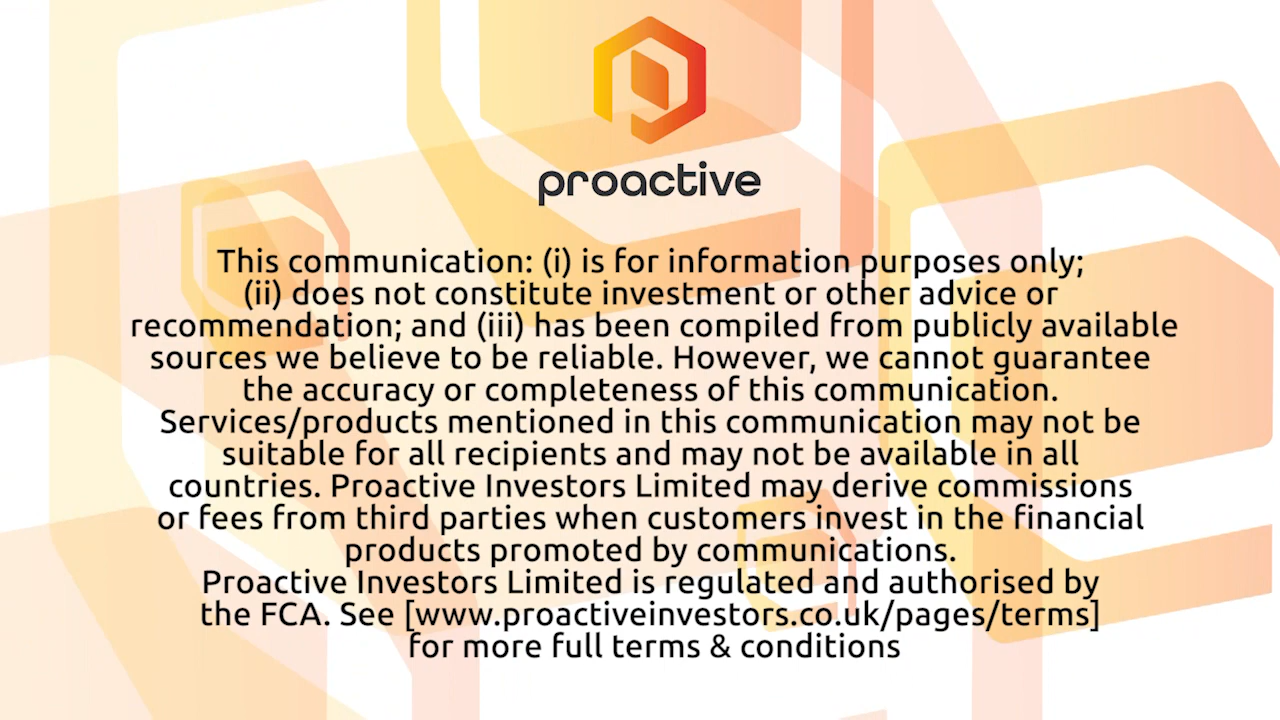 proactive
This communication: (i) is for information purposes only;
(ii) does not constitute investment or other advice or
recommendation; and (iii) has been compiled from publicly available
sources we believe to be reliable. However, we cannot guarantee
the accuracy or completeness of this communication.
Services/products mentioned in this communication may not be
suitable for all recipients and may not be available in all
countries. Proactive Investors Limited may derive commissions
or fees from third parties when customers invest in the financial
products promoted by communications.
Proactive Investors Limited is regulated and authorised by
the FCA. See [www.proactiveinvestors.co.uk/pages/terms]
for more full terms & conditions